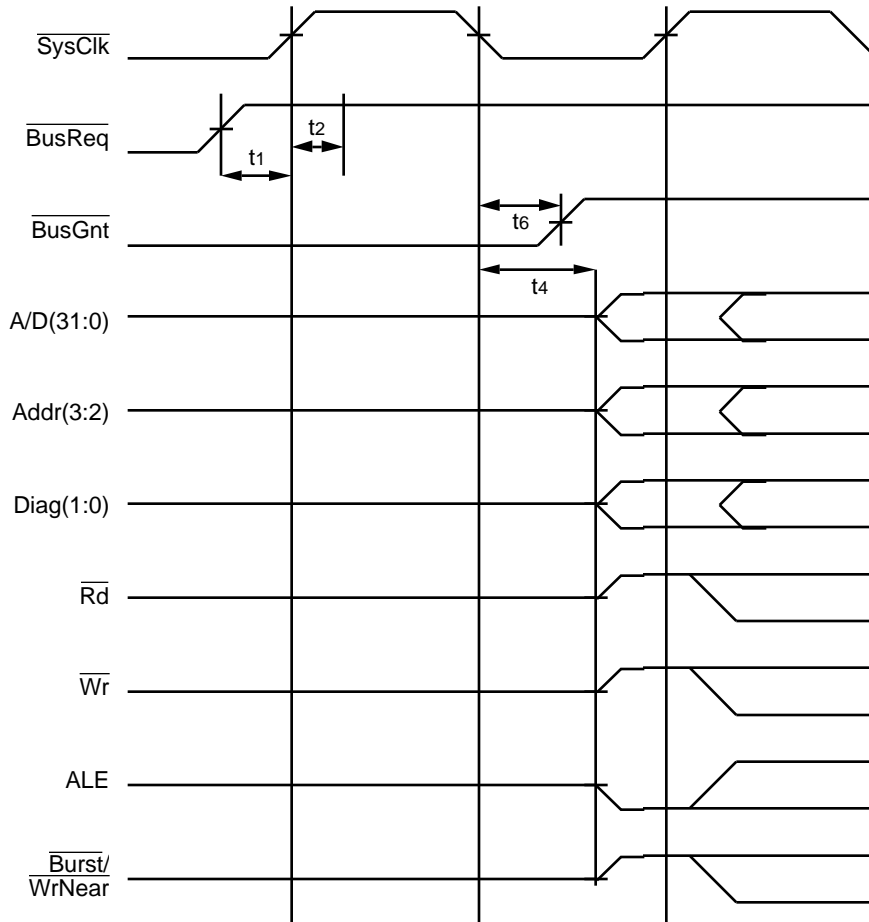 SysClk
BusReq
t1
t2
BusGnt
t6
t4
A/D(31:0)
Addr(3:2)
Diag(1:0)
Rd
Wr
ALE
Burst/
WrNear